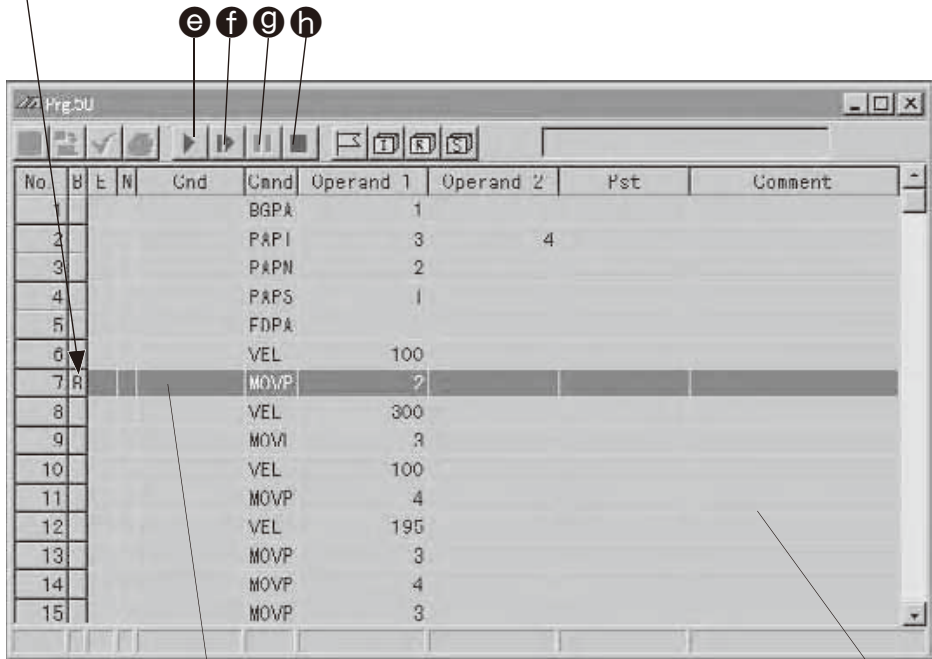 e f g h
I R S
No. B E N Cnd Cmnd Operand 1 Operand 2 Pst Comment
1 BGPA 1
2 PAPI 3 4
3 PAPN 2
4 PAPS 1
5 EDPA
6 VEL 100
7 B MOVP 2
8 VEL 300
9 MOVL 3
10 VEL 100
11 MOVP 4
12 VEL 195
13 MOVP 3
14 MOVP 4
15 MOVP 3